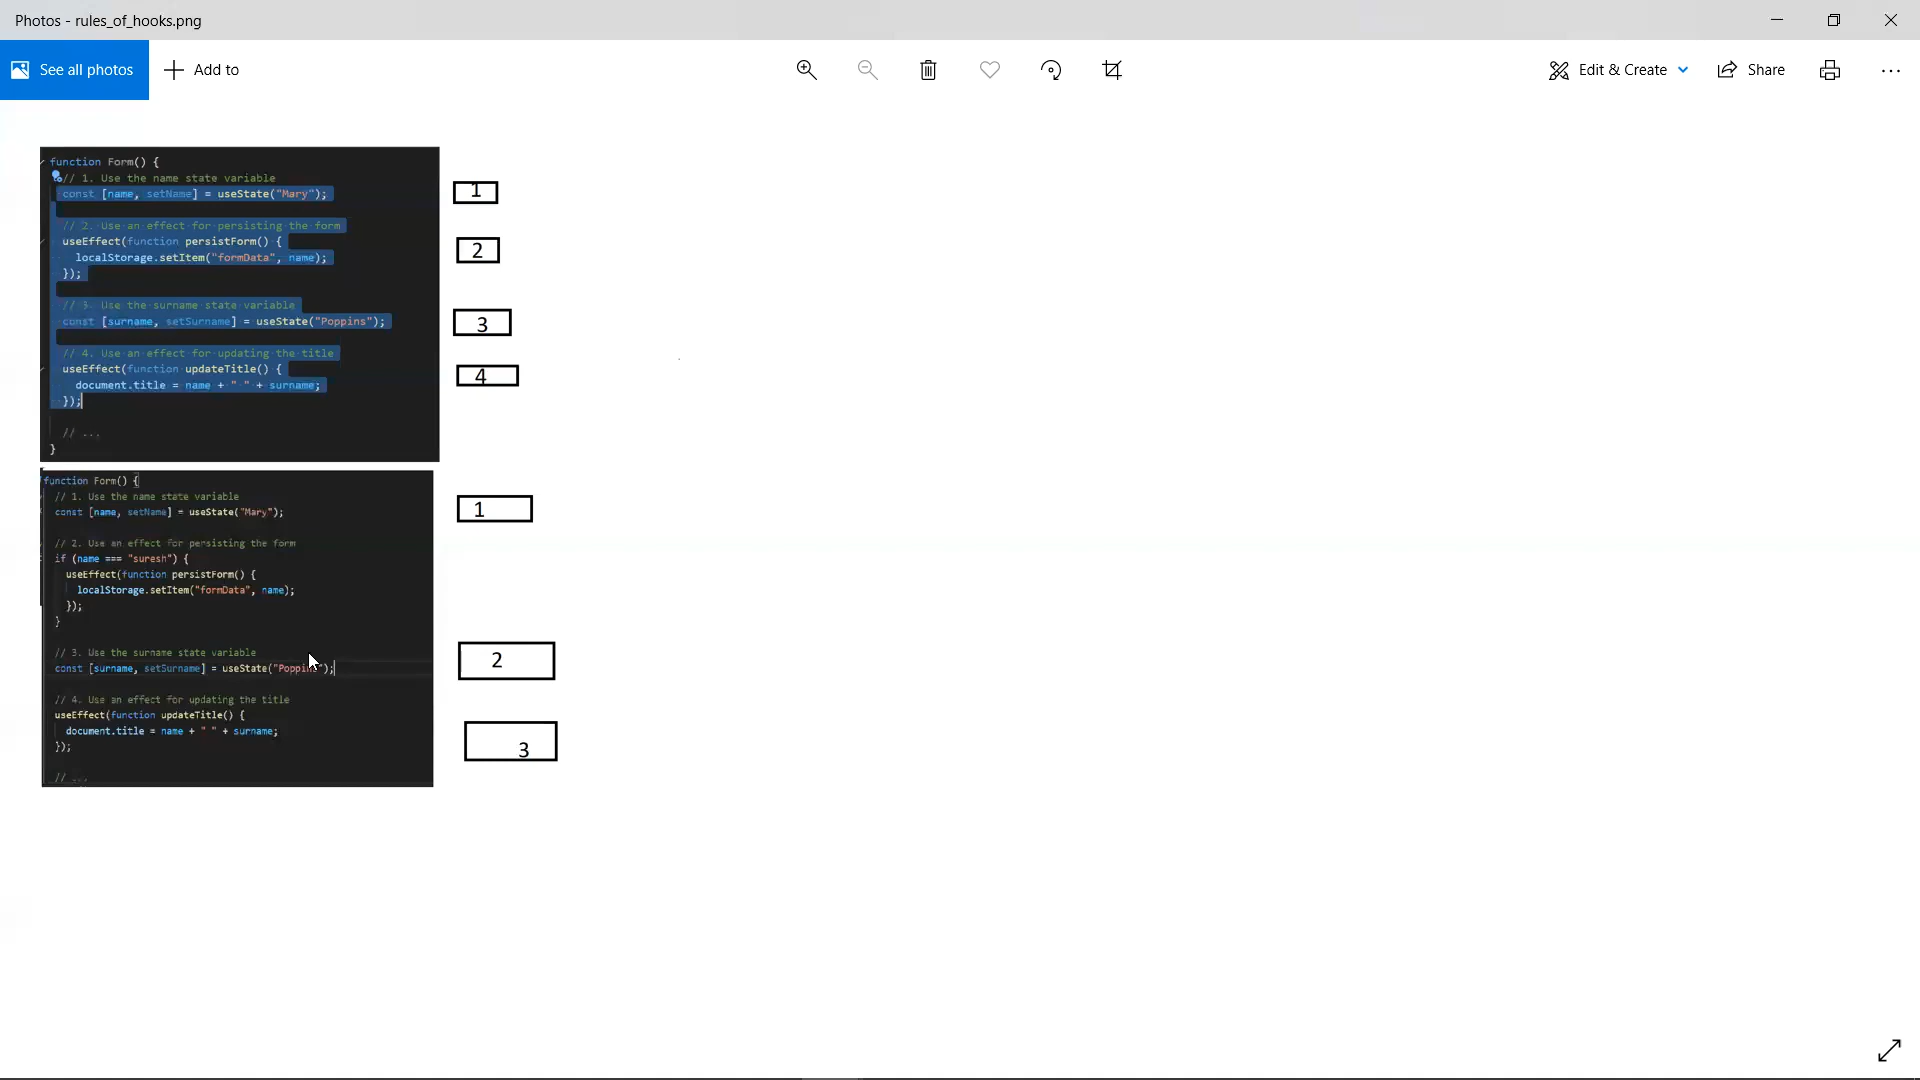 Photos - rules_of_hooks.png
See all photos
Add to
Edit & Create
Share
function Form() {
// 1. Use the name state variable
const [name, setName] = useState("Mary");
// 2. Use an effect for persisting the form
useEffect(function persistForm() {
localStorage.setItem("formData", name);
});
// 3. Use the surname state variable
const [surname, setSurname] = useState("Poppins");
// 4. Use an effect for updating the title
useEffect(function updateTitle() {
document.title = name + " " + surname;
});
// ...
}
1
2
3
4
function Form() {
// 1. Use the name state variable
const [name, setName] = useState("Mary");
// 2. Use an effect for persisting the form
if (name === "suresh") {
useEffect(function persistForm() {
localStorage.setItem("formData", name);
});
}
// 3. Use the surname state variable
const [surname, setSurname] = useState("Poppins");
// 4. Use an effect for updating the title
useEffect(function updateTitle() {
document.title = name + " " + surname;
});
// ...
1
2
3